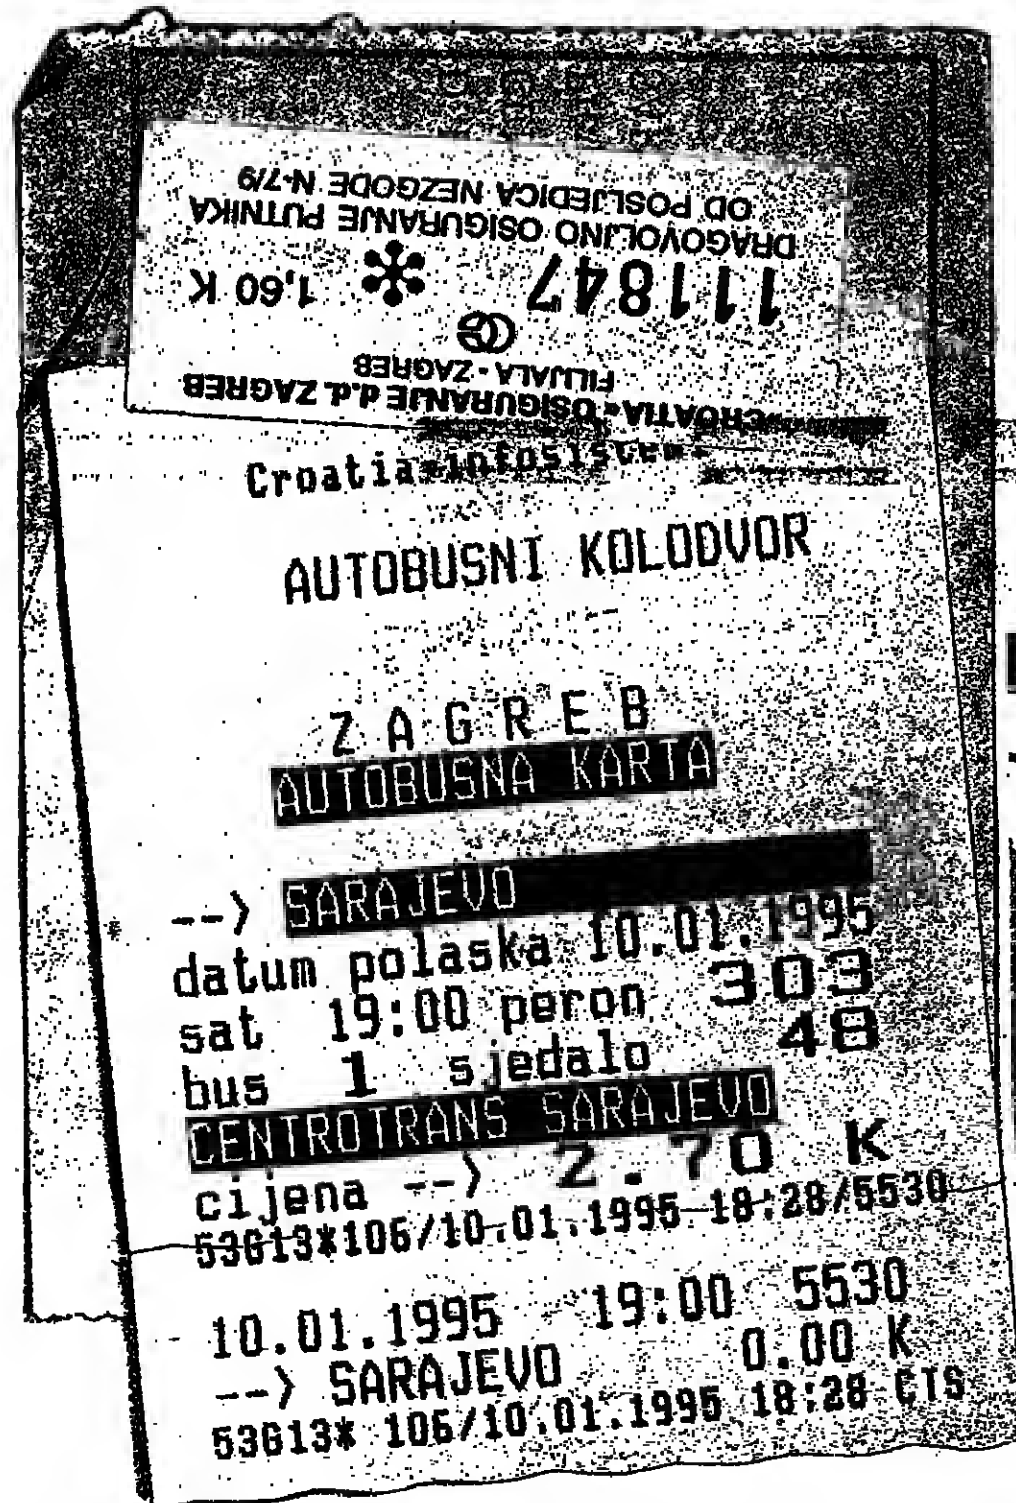 »CROATIA« OSIGURANJE d.d. ZAGREB
FILIJALA - ZAGREB
111847 1,60 K
DRAGOVOLJNO OSIGURANJE PUTNIKA
OD POSLJEDICA NEZGODE N-7/9
Croatia-infosistem
AUTOBUSNI KOLODVOR
Z A G R E B
AUTOBUSNA KARTA
--> SARAJEVO
datum polaska 10.01.1995
sat 19:00 peron 303
bus 1 sjedalo 48
CENTROTRANS SARAJEVO
cijena --> 2.70 K
53G13*106/10.01.1995 18:28/5530
10.01.1995 19:00 5530
--> SARAJEVO 0.00 K
53G13* 106/10.01.1995 18:28 CTS